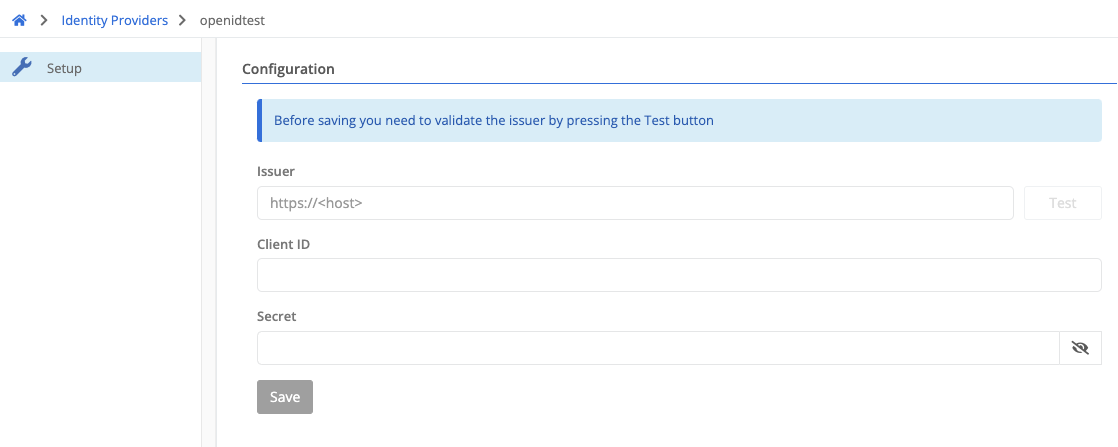 Identity Providers openidtest
Setup
Configuration
Before saving you need to validate the issuer by pressing the Test button
Issuer
https://<host> Test
Client ID
Secret
Save